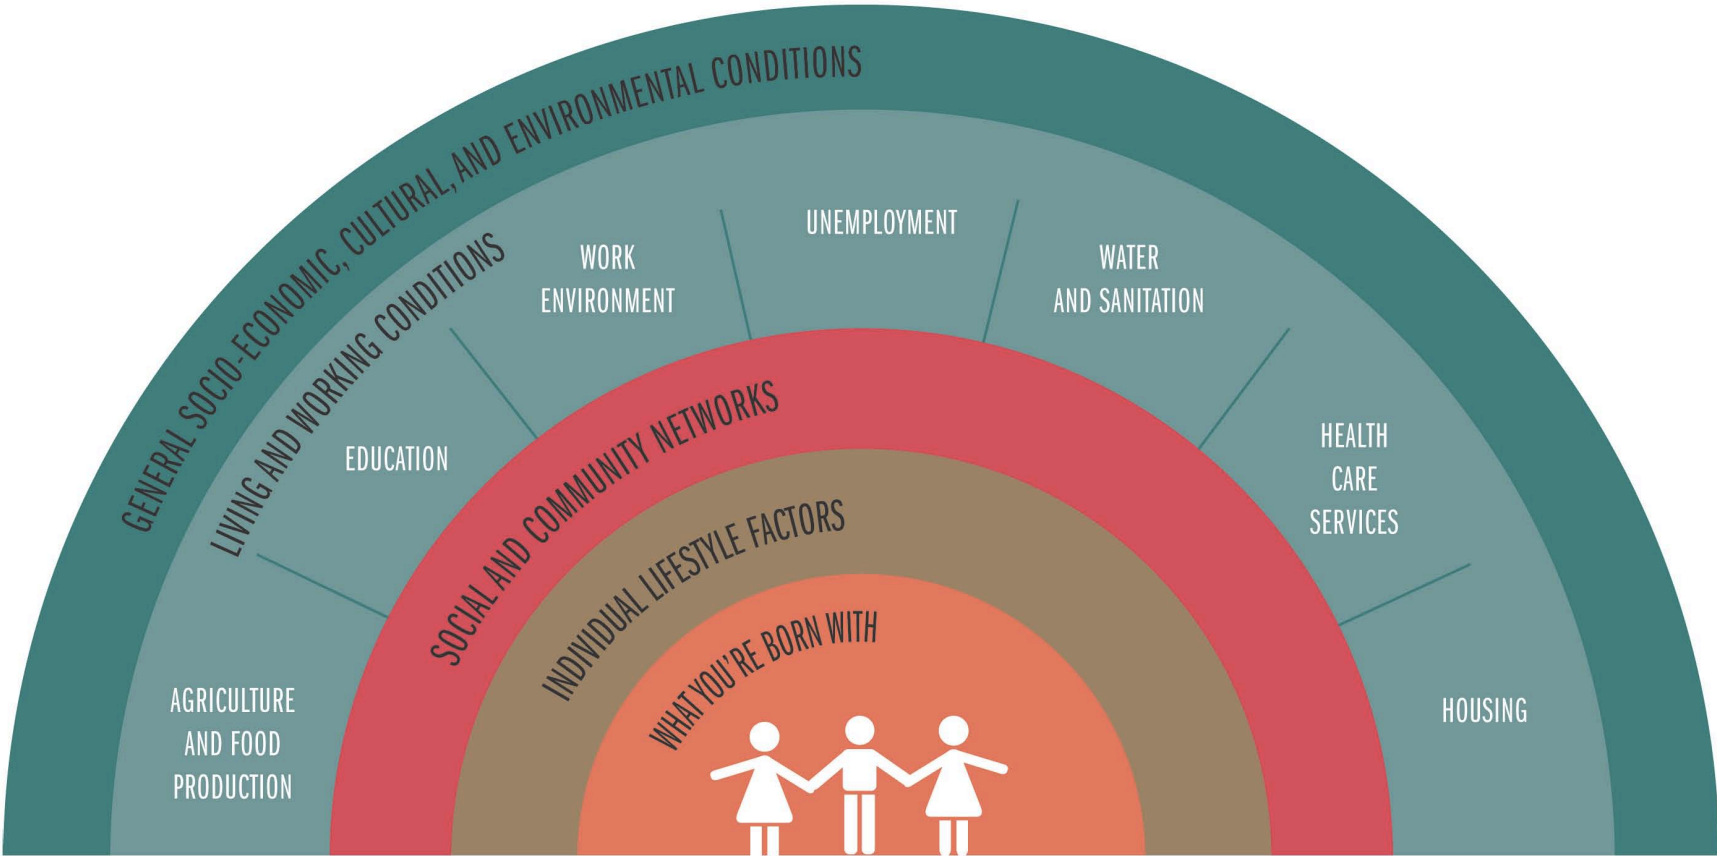 GENERAL SOCIO-ECONOMIC, CULTURAL, AND ENVIRONMENTAL CONDITIONS
LIVING AND WORKING CONDITIONS
AGRICULTURE
AND FOOD
PRODUCTION
EDUCATION
WORK
ENVIRONMENT
UNEMPLOYMENT
WATER
AND SANITATION
HEALTH
CARE
SERVICES
HOUSING
SOCIAL AND COMMUNITY NETWORKS
INDIVIDUAL LIFESTYLE FACTORS
WHAT YOU'RE BORN WITH